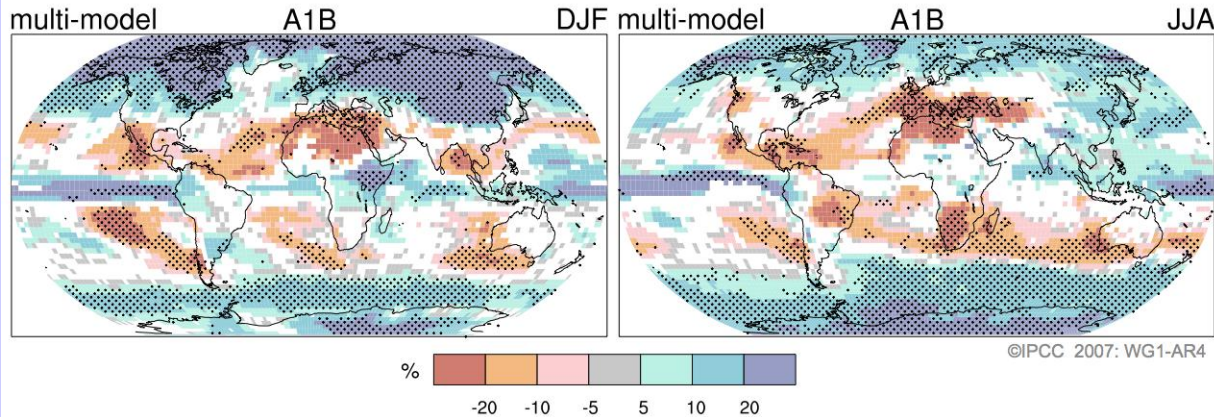 multi-model A1B DJF
multi-model A1B JJA
©IPCC 2007: WG1-AR4
%
-20 -10 -5 5 10 20